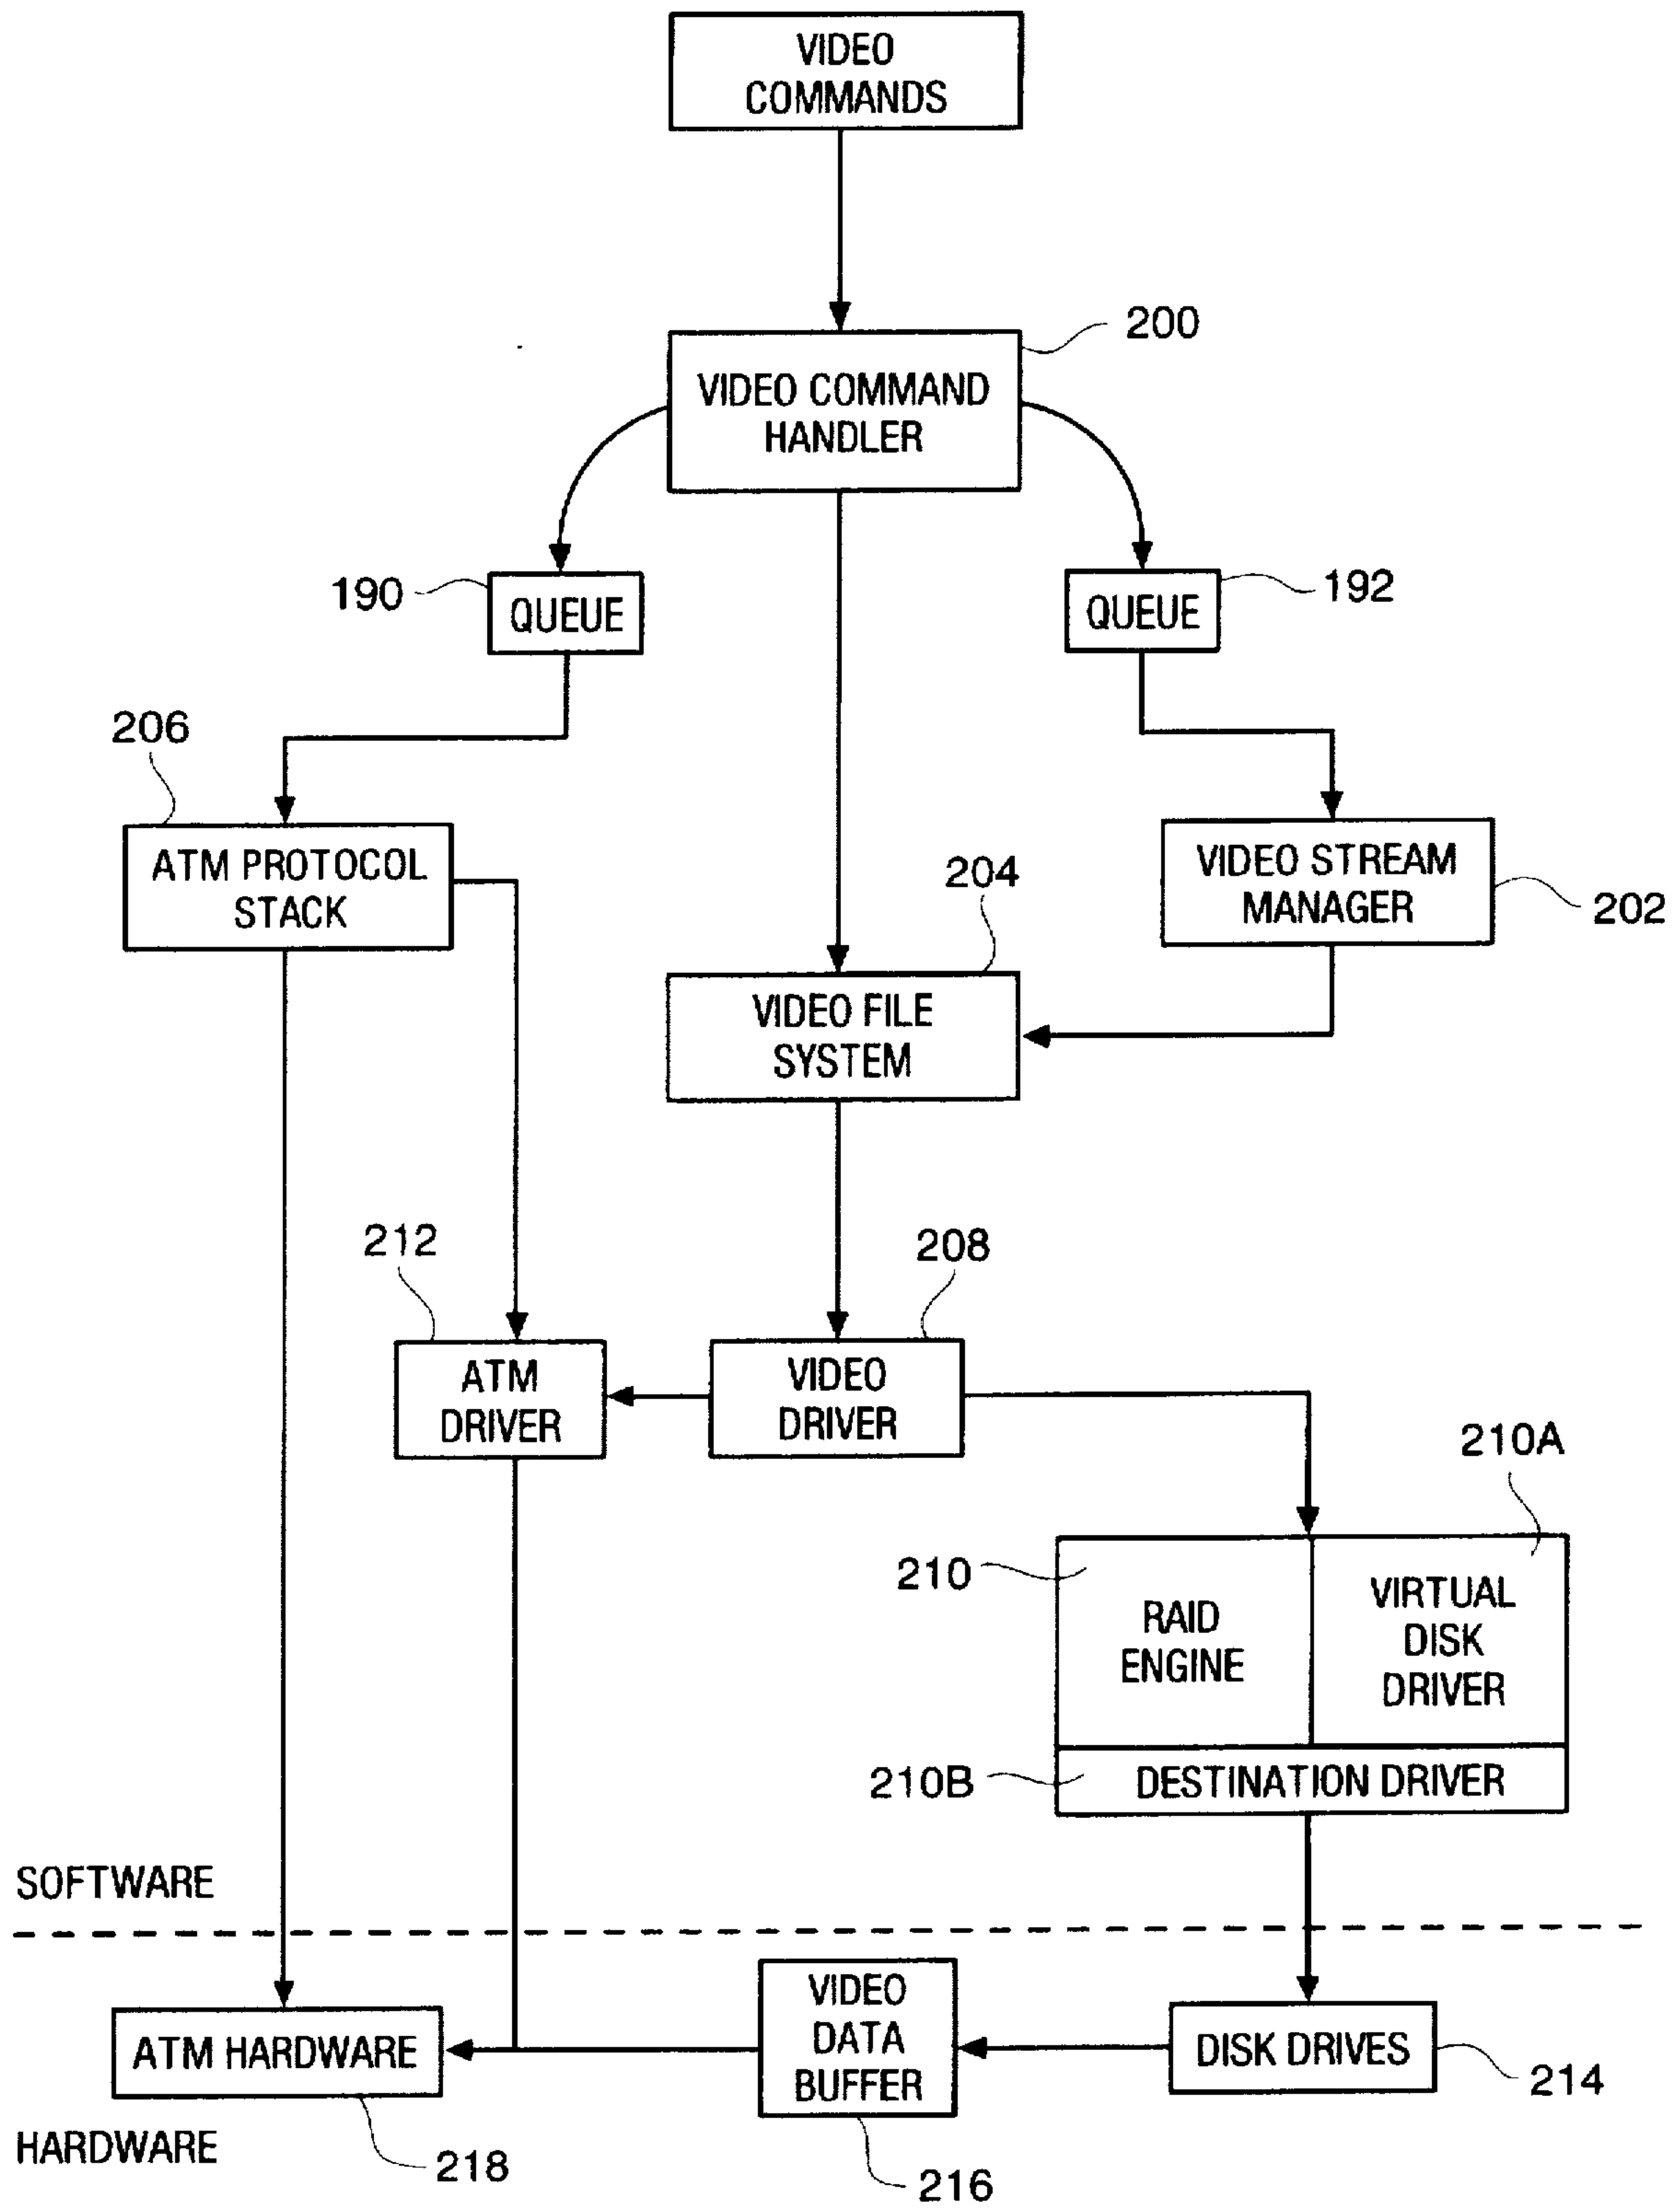 VIDEO
COMMANDS
200
VIDEO COMMAND
HANDLER
190
QUEUE
QUEUE
192
206
ATM PROTOCOL
STACK
204
VIDEO STREAM
MANAGER
202
VIDEO FILE
SYSTEM
212
208
ATM
DRIVER
VIDEO
DRIVER
210A
210
RAID
ENGINE
VIRTUAL
DISK
DRIVER
210B
DESTINATION DRIVER
SOFTWARE
VIDEO
DATA
BUFFER
ATM HARDWARE
DISK DRIVES
214
HARDWARE
218
216